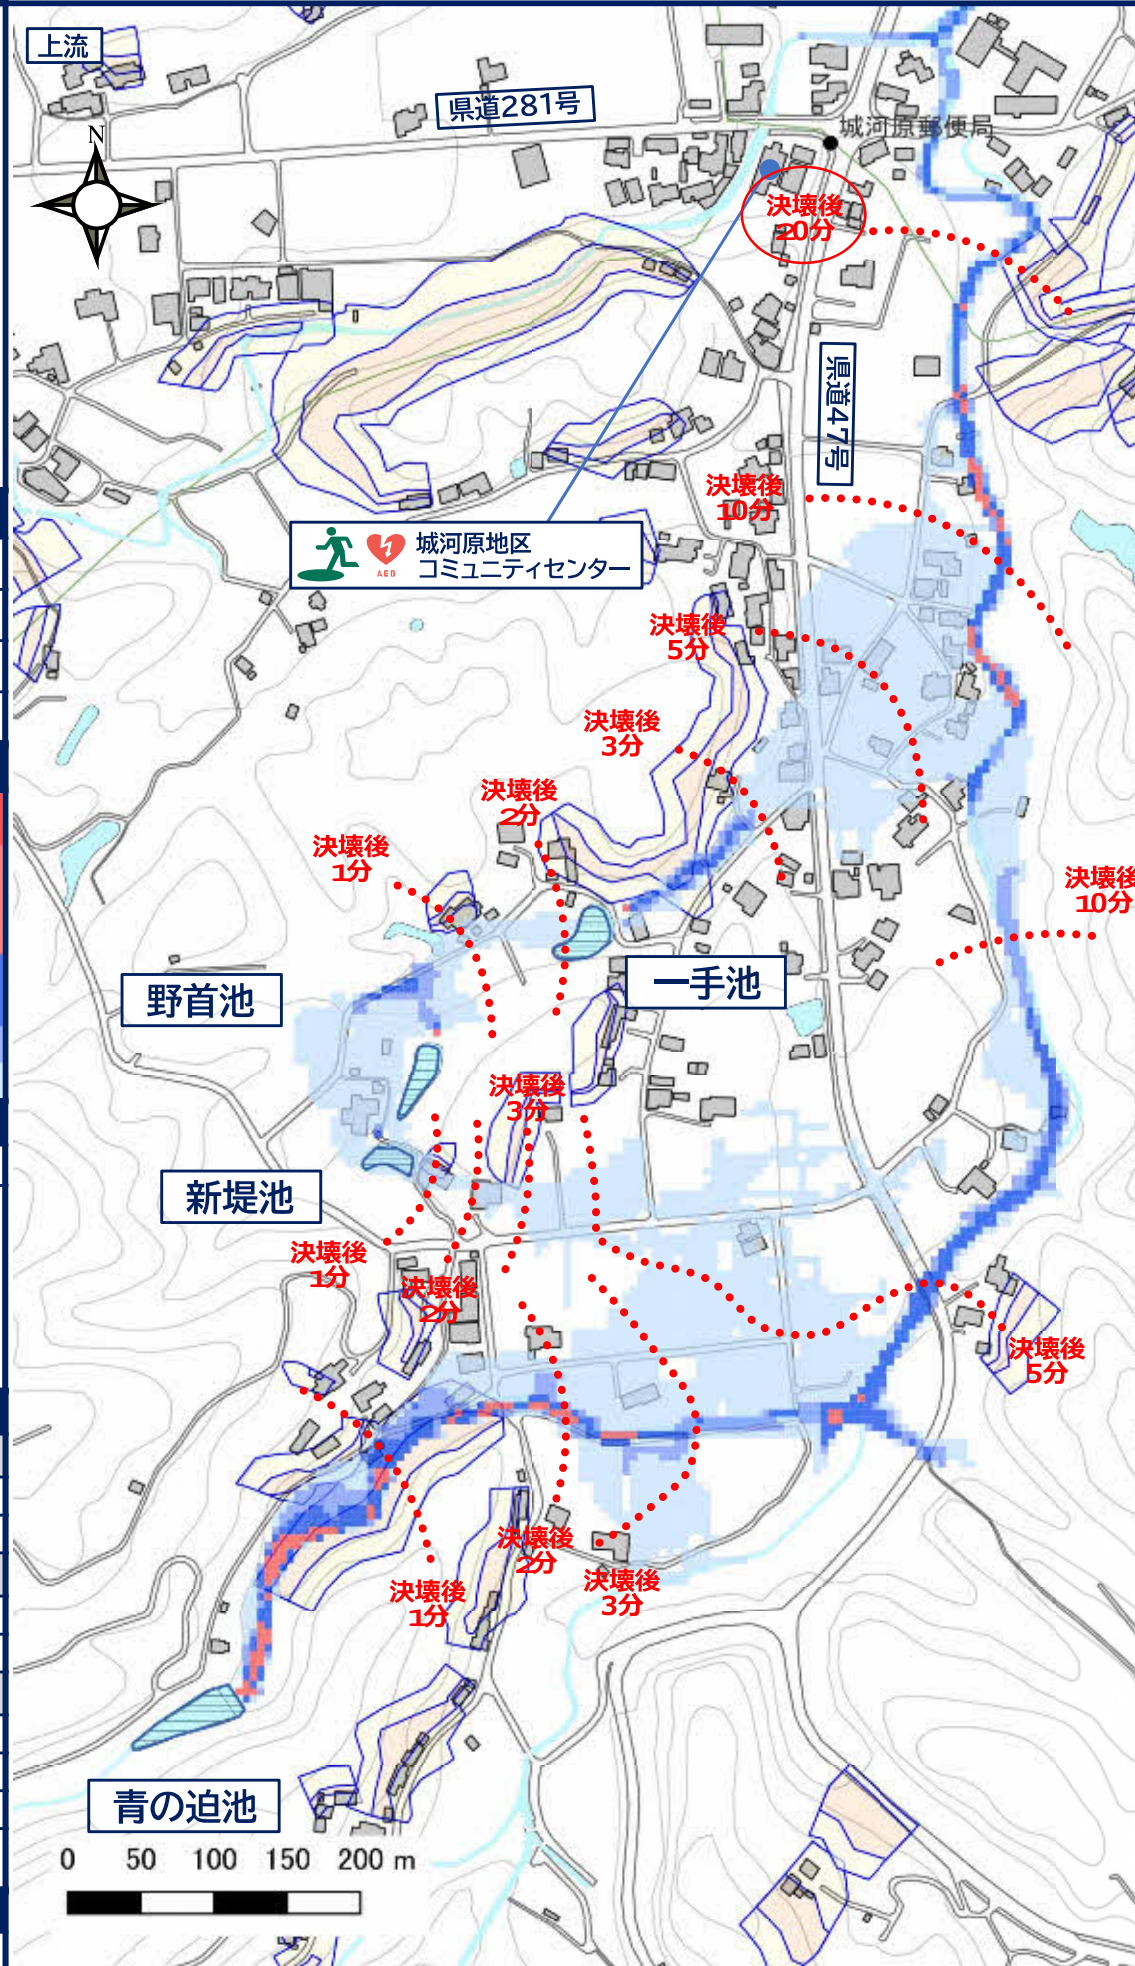 上流
N
県道281号
城河原郵便局
決壊後
20分
県道47号
決壊後
10分
AED
城河原地区
コミュニティセンター
決壊後
5分
決壊後
3分
決壊後
2分
決壊後
1分
決壊後
10分
野首池
一手池
決壊後
3分
新堤池
決壊後
1分
決壊後
2分
決壊後
5分
決壊後
2分
決壊後
1分
決壊後
3分
青の迫池
0 50 100 150 200 m